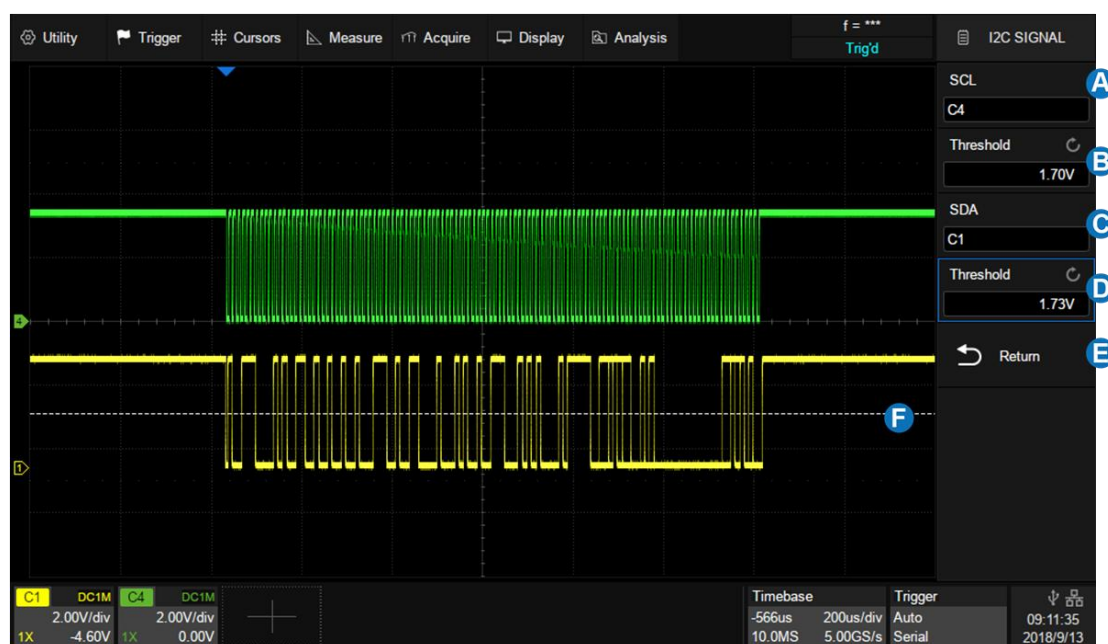 Utility Trigger Cursors Measure Acquire Display Analysis
f = ***
Trig'd
I2C SIGNAL
SCL
A
C4
Threshold
B
1.70V
SDA
C
C1
Threshold
D
1.73V
Return
E
F
4
1
C1 DC1M
2.00V/div
1X -4.60V
C4 DC1M
2.00V/div
1X 0.00V
Timebase
-566us 200us/div
10.0MS 5.00GS/s
Trigger
Auto
Serial
09:11:35
2018/9/13